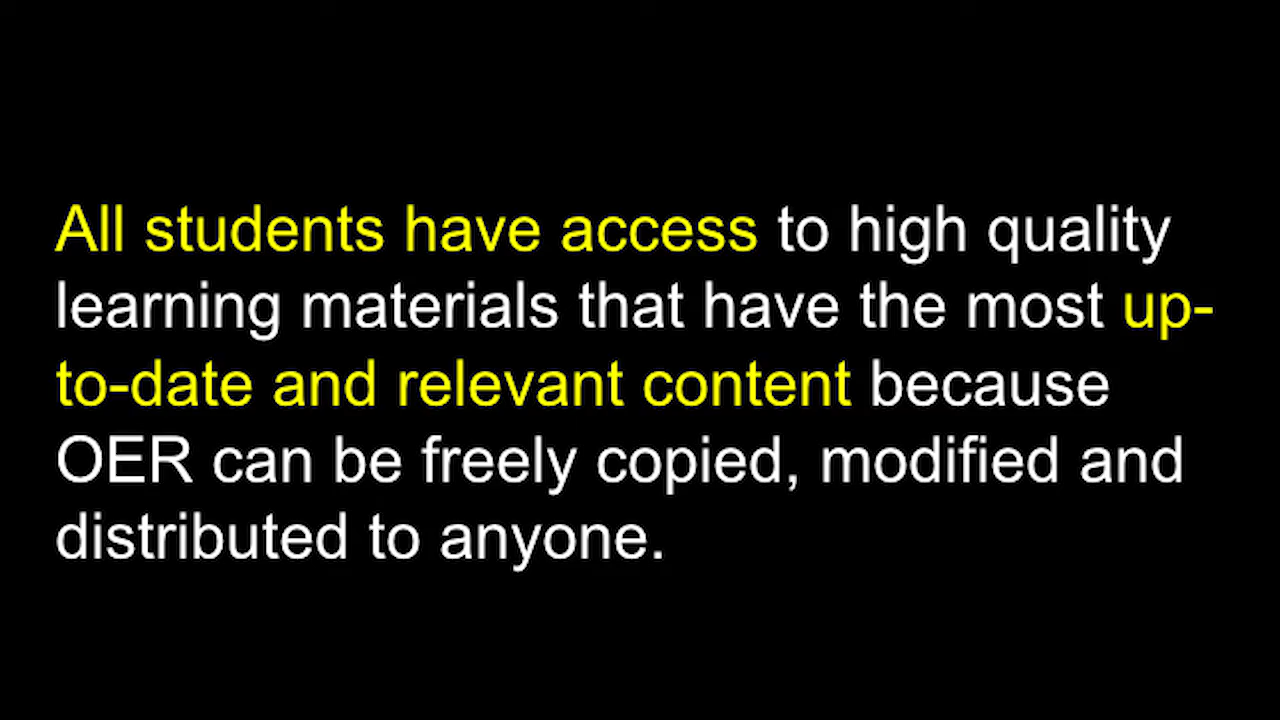 All students have access to high quality
learning materials that have the most up-
to-date and relevant content because
OER can be freely copied, modified and
distributed to anyone.